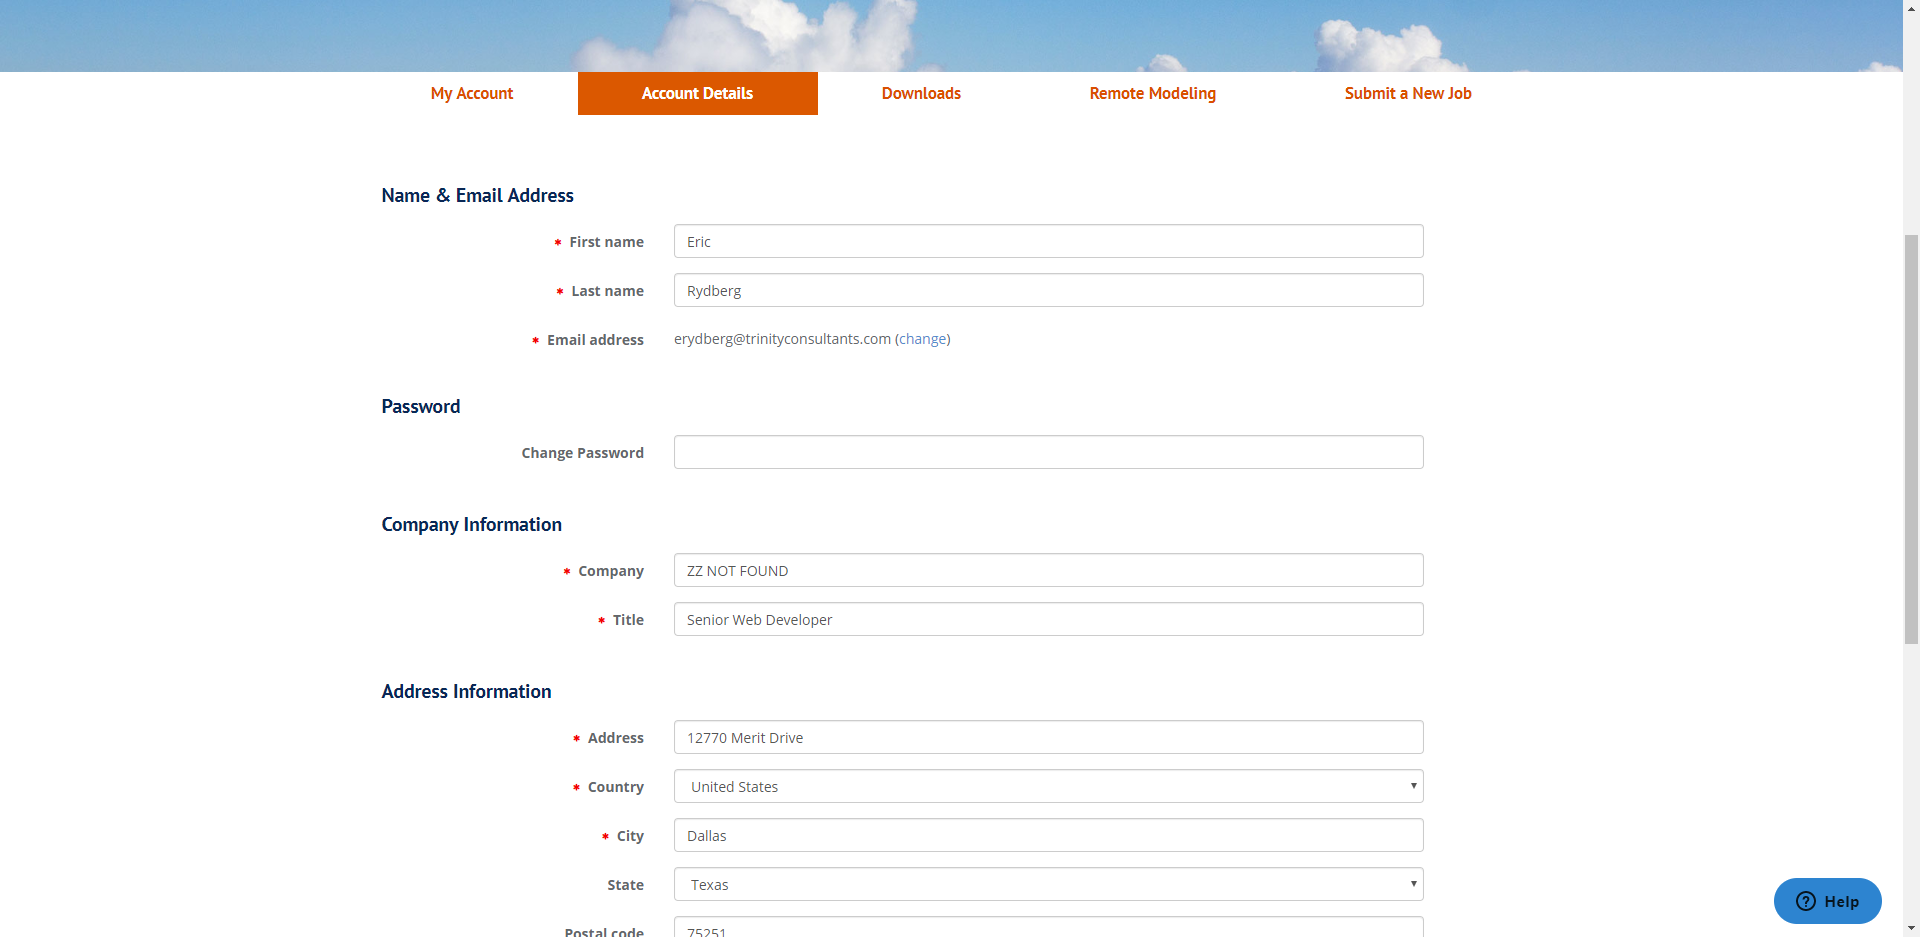 My Account Account Details Downloads Remote Modeling Submit a New Job
Name & Email Address
* First name Eric
* Last name Rydberg
* Email address erydberg@trinityconsultants.com (change)
Password
Change Password
Company Information
* Company ZZ NOT FOUND
* Title Senior Web Developer
Address Information
* Address 12770 Merit Drive
* Country United States
* City Dallas
State Texas
Postal code 75251
Help